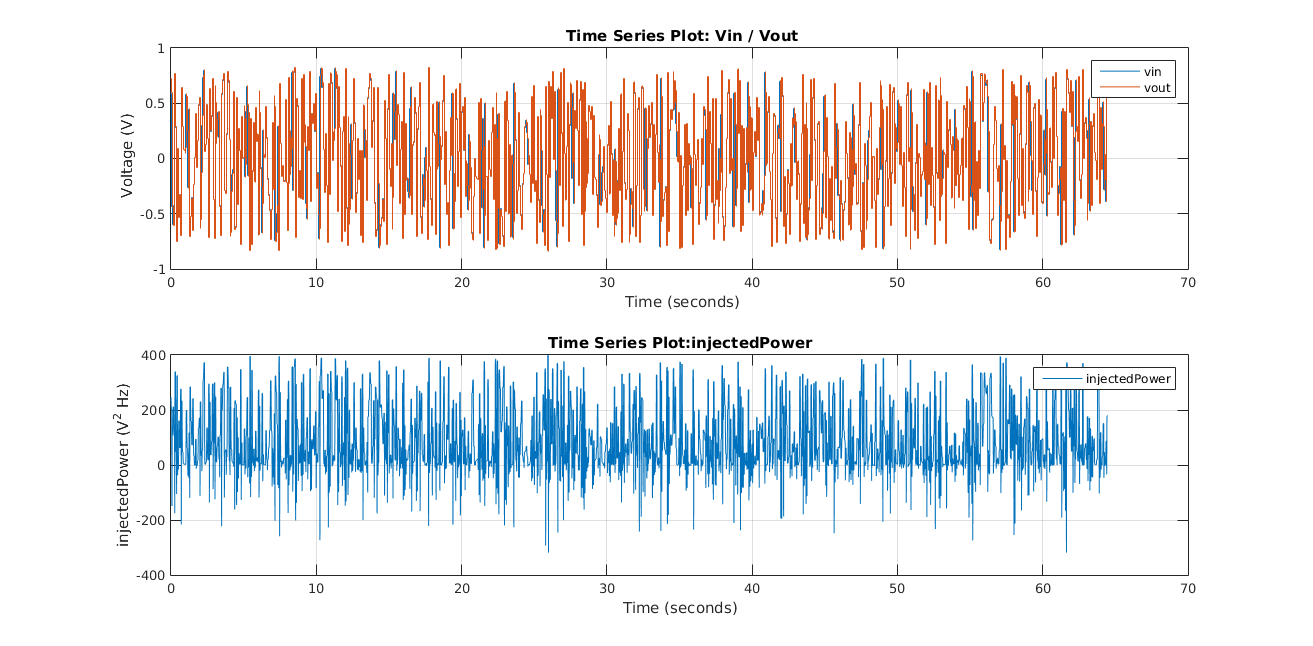 Time Series Plot: Vin / Vout
1
0.5
0
-0.5
-1
Voltage (V)
vin
vout
0 10 20 30 40 50 60 70
Time (seconds)
Time Series Plot:injectedPower
400
200
0
-200
-400
injectedPower (V² Hz)
injectedPower
0 10 20 30 40 50 60 70
Time (seconds)